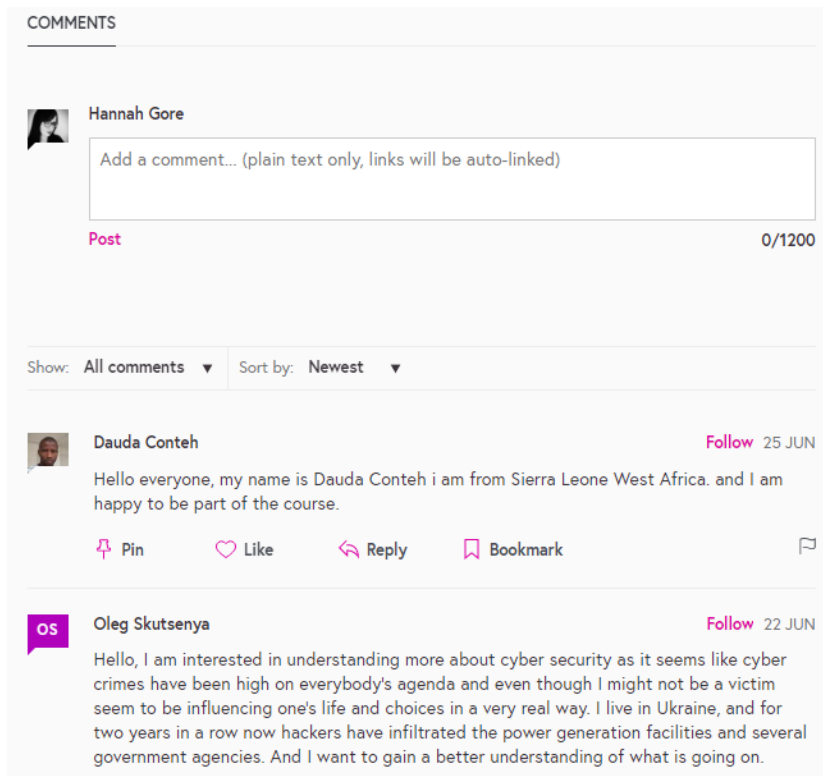 COMMENTS
Hannah Gore
Add a comment... (plain text only, links will be auto-linked)
Post 0/1200
Show: All comments ▼ Sort by: Newest ▼
Dauda Conteh Follow 25 JUN
Hello everyone, my name is Dauda Conteh i am from Sierra Leone West Africa. and I am
happy to be part of the course.
Pin Like Reply Bookmark
OS Oleg Skutsenya Follow 22 JUN
Hello, I am interested in understanding more about cyber security as it seems like cyber
crimes have been high on everybody's agenda and even though I might not be a victim
seem to be influencing one's life and choices in a very real way. I live in Ukraine, and for
two years in a row now hackers have infiltrated the power generation facilities and several
government agencies. And I want to gain a better understanding of what is going on.